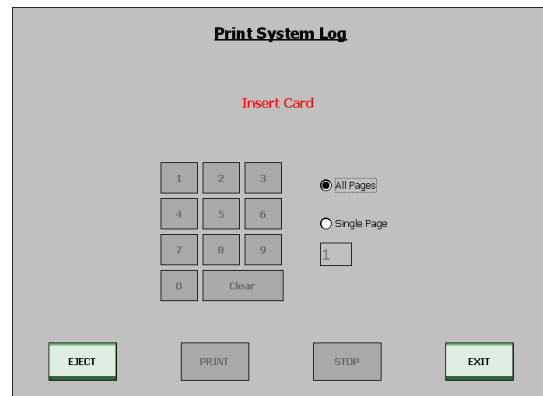 Print System Log
Insert Card
1 2 3
All Pages
4 5 6
Single Page
7 8 9
1
0 Clear
EJECT PRINT STOP EXIT